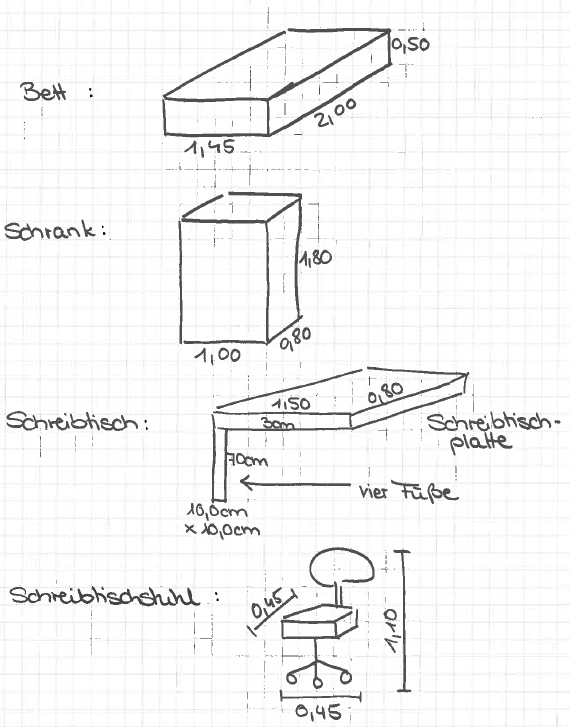 0,50
Bett :
2,00
1,45
Schrank:
1,80
0,80
1,00
1,50
0,80
Schreibtisch:
3cm
Schreibtisch-
platte
70cm
vier Füße
10,0cm
× 10,0cm
Schreibtischstuhl :
0,45
1,10
0,45